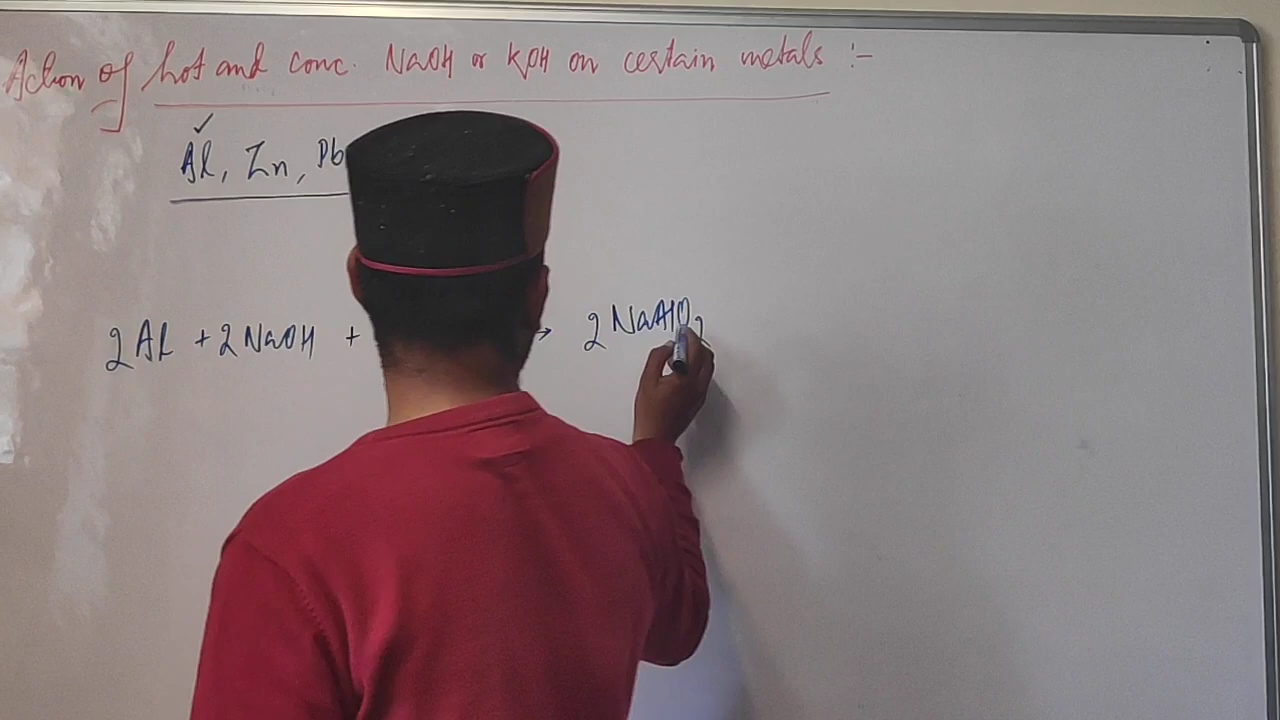 Action of hot and conc. NaOH or KOH on certain metals :-
Al, Zn, Pb
2Al + 2NaOH + → 2NaAlO2